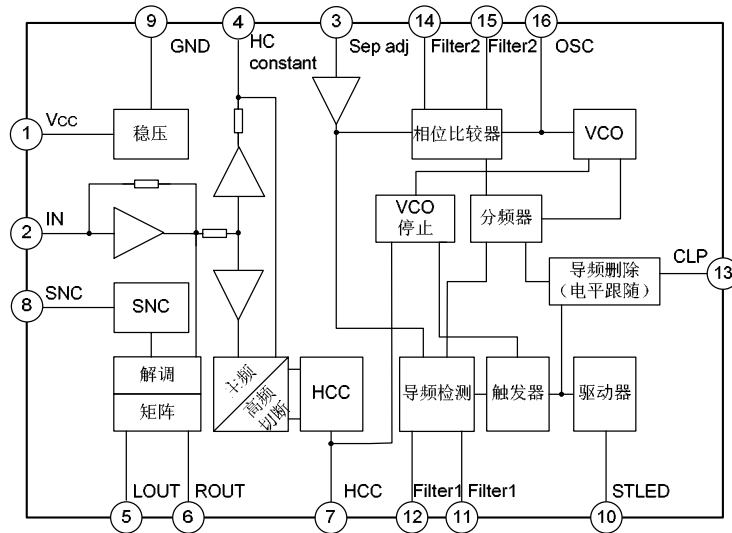 9
4
3
14
15
16
GND
HC
constant
Sep adj
Filter2
Filter2
OSC
1
Vcc
稳压
相位比较器
VCO
2
IN
VCO
停止
分频器
CLP
13
8
SNC
SNC
导频删除
(电平跟随)
解调
矩阵
主频
高频
切断
HCC
导频检测
触发器
驱动器
LOUT
ROUT
HCC
Filter1
Filter1
STLED
5
6
7
12
11
10